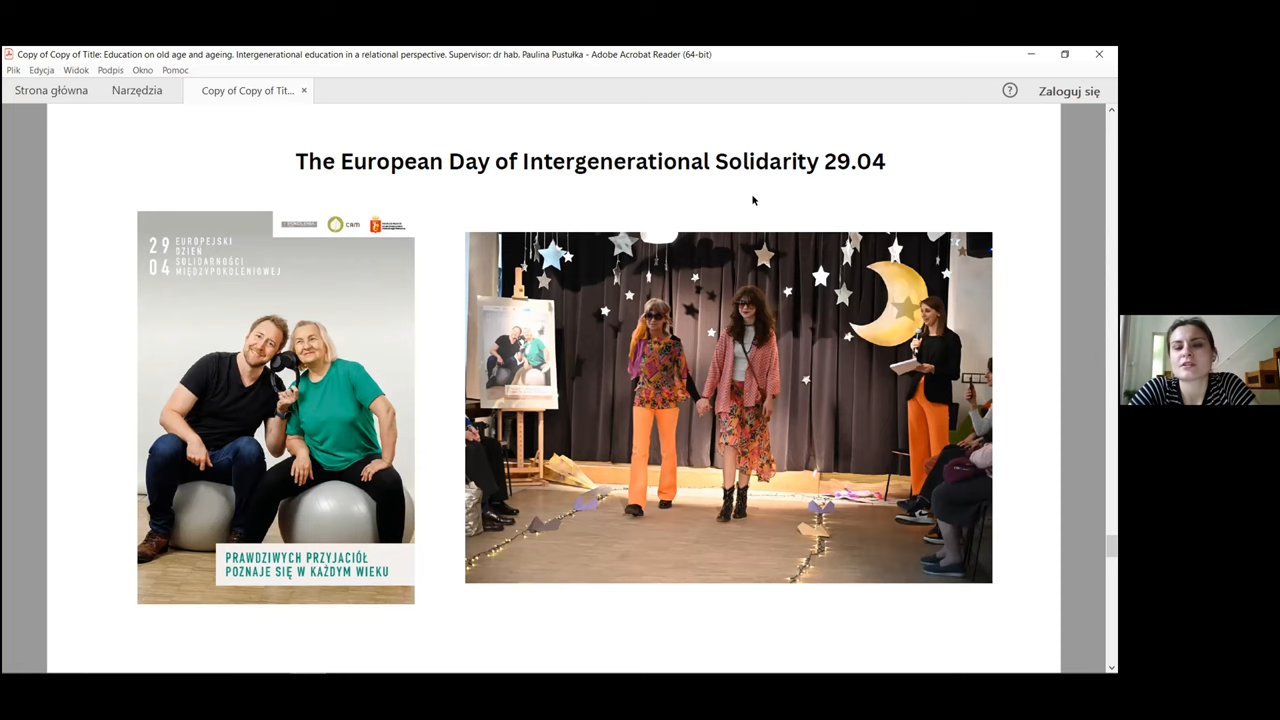 Copy of Copy of Title: Education on old age and ageing. Intergenerational education in a relational perspective. Supervisor: dr hab. Paulina Pustułka - Adobe Acrobat Reader (64-bit)
Plik Edycja Widok Podpis Okno Pomoc
Strona główna Narzędzia Copy of Copy of Tit... × ? Zaloguj się
The European Day of Intergenerational Solidarity 29.04
CAM
29 EUROPEJSKI
DZIEŃ
04 SOLIDARNOŚCI
MIĘDZYPOKOLENIOWEJ
PRAWDZIWYCH PRZYJACIÓŁ
POZNAJE SIĘ W KAŻDYM WIEKU